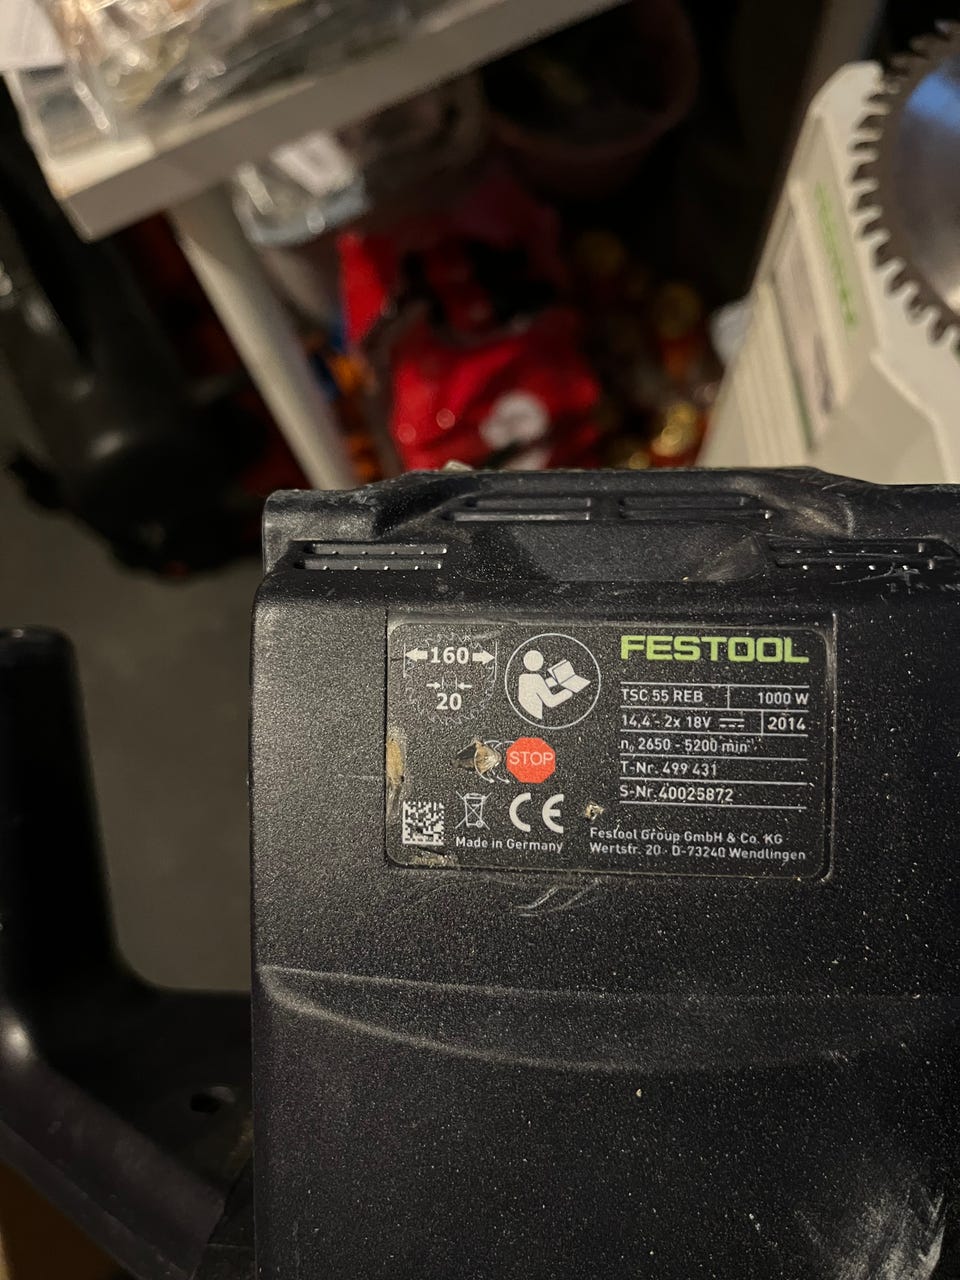 160
20
STOP
CE
Made in Germany
FESTOOL
TSC 55 REB 1000 W
14,4 - 2x 18V 2014
n₀ 2650 - 5200 min⁻¹
T-Nr. 499 431
S-Nr. 40025872
Festool Group GmbH & Co. KG
Wertstr. 20 · D-73240 Wendlingen